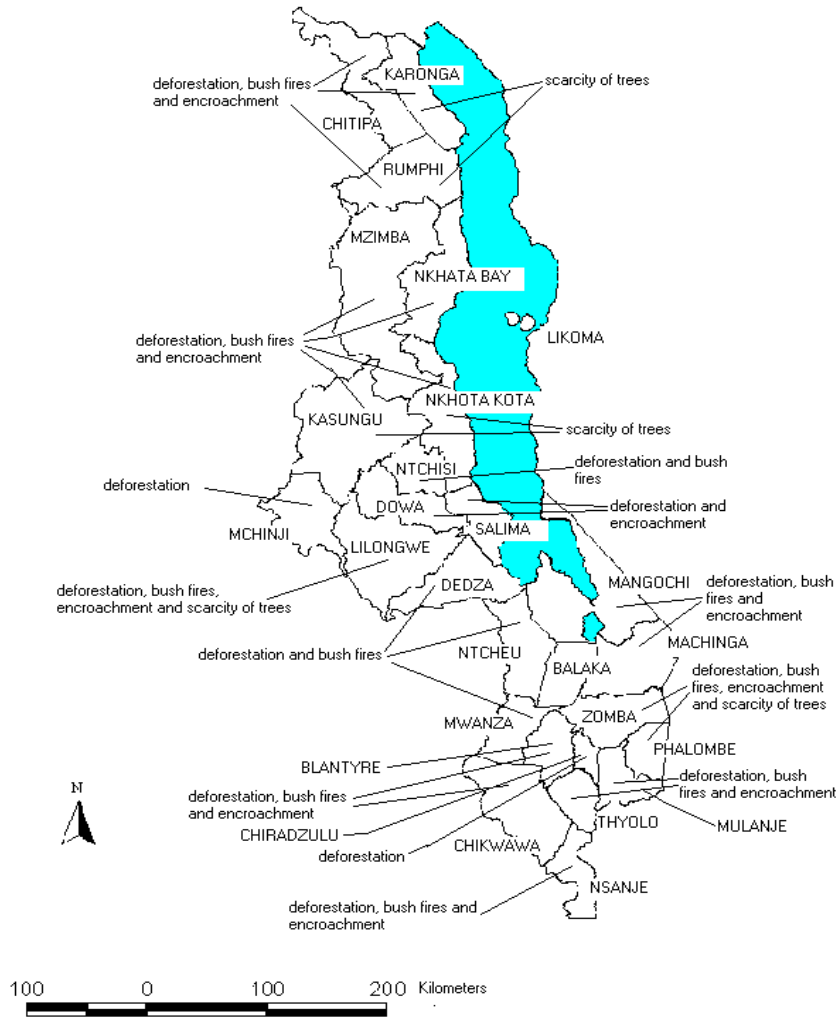 KARONGA
deforestation, bush fires
and encroachment
scarcity of trees
CHITIPA
RUMPHI
MZIMBA
NKHATA BAY
deforestation, bush fires
and encroachment
LIKOMA
NKHOTA KOTA
KASUNGU
scarcity of trees
NTCHISI
deforestation and bush
fires
deforestation
DOWA
deforestation and
encroachment
MCHINJI
SALIMA
LILONGWE
deforestation, bush fires,
encroachment and scarcity of trees
DEDZA
MANGOCHI
deforestation, bush
fires and
encroachment
deforestation and bush fires
NTCHEU
MACHINGA
BALAKA
deforestation, bush
fires, encroachment
and scarcity of trees
MWANZA
ZOMBA
PHALOMBE
BLANTYRE
deforestation, bush
fires and encroachment
deforestation, bush fires
and encroachment
THYOLO
MULANJE
CHIRADZULU
CHIKWAWA
deforestation
NSANJE
deforestation, bush fires and
encroachment
N
100 0 100 200 Kilometers